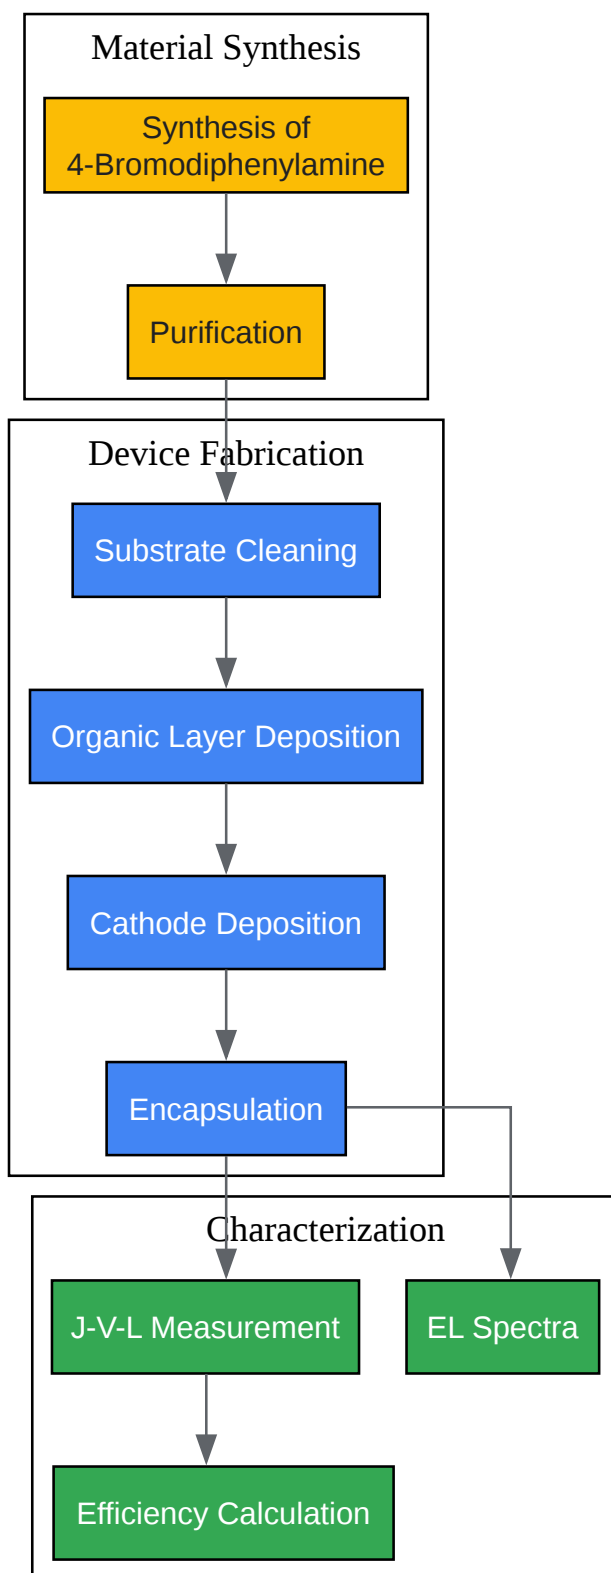 Material Synthesis
Synthesis of
4-Bromodiphenylamine
Purification
Device Fabrication
Substrate Cleaning
Organic Layer Deposition
Cathode Deposition
Encapsulation
Characterization
J-V-L Measurement
EL Spectra
Efficiency Calculation